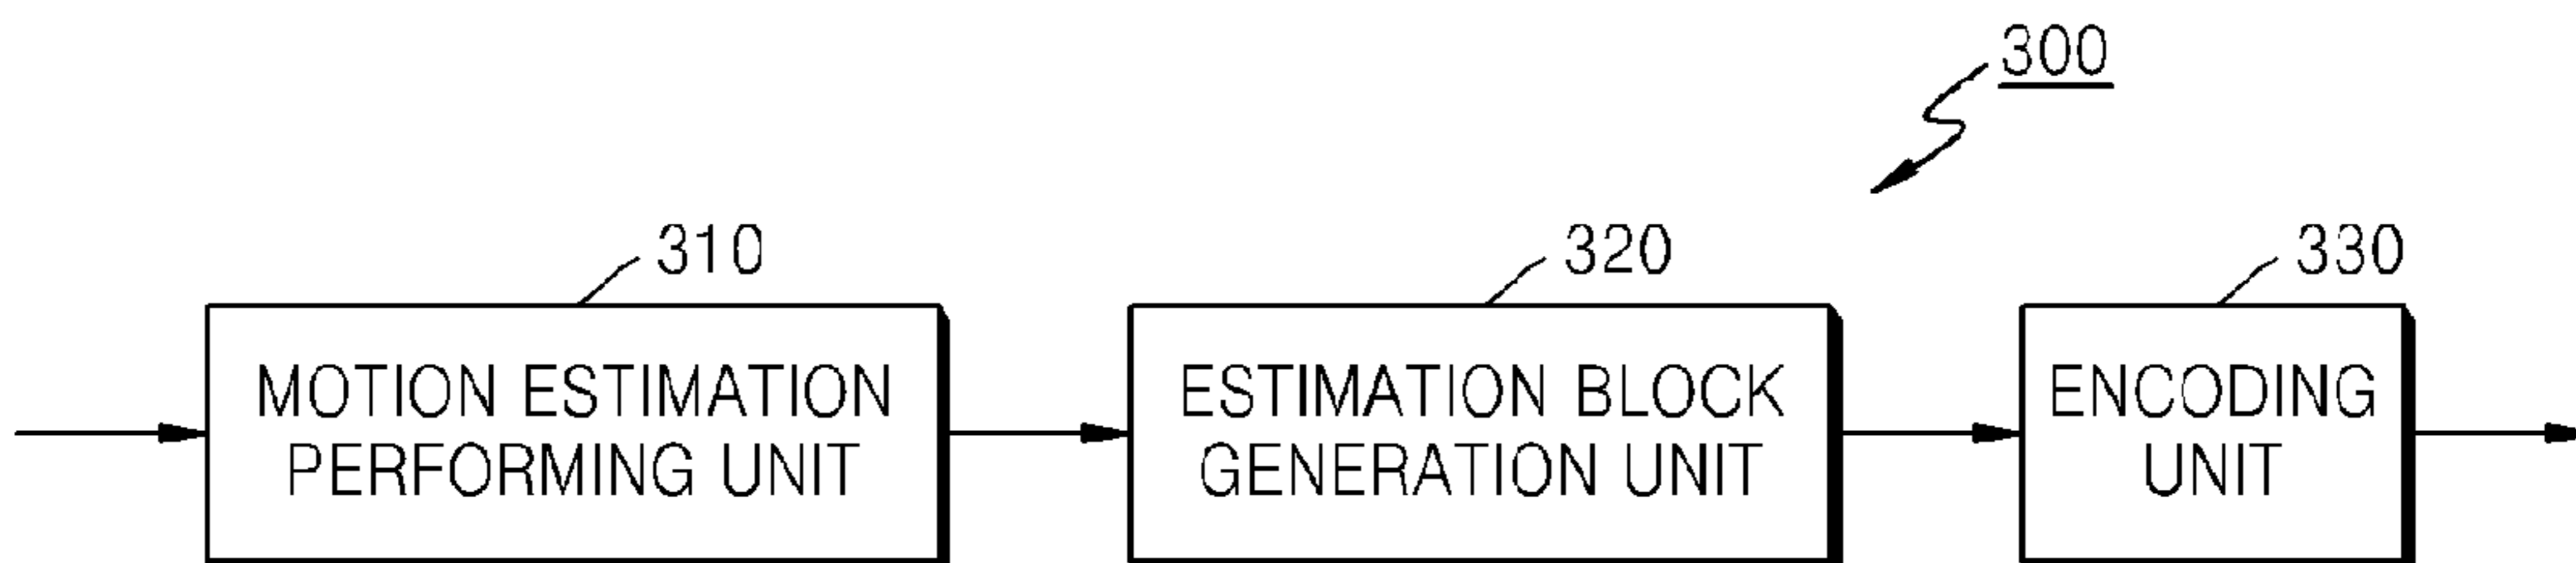 300
310
320
330
MOTION ESTIMATION
PERFORMING UNIT
ESTIMATION BLOCK
GENERATION UNIT
ENCODING
UNIT